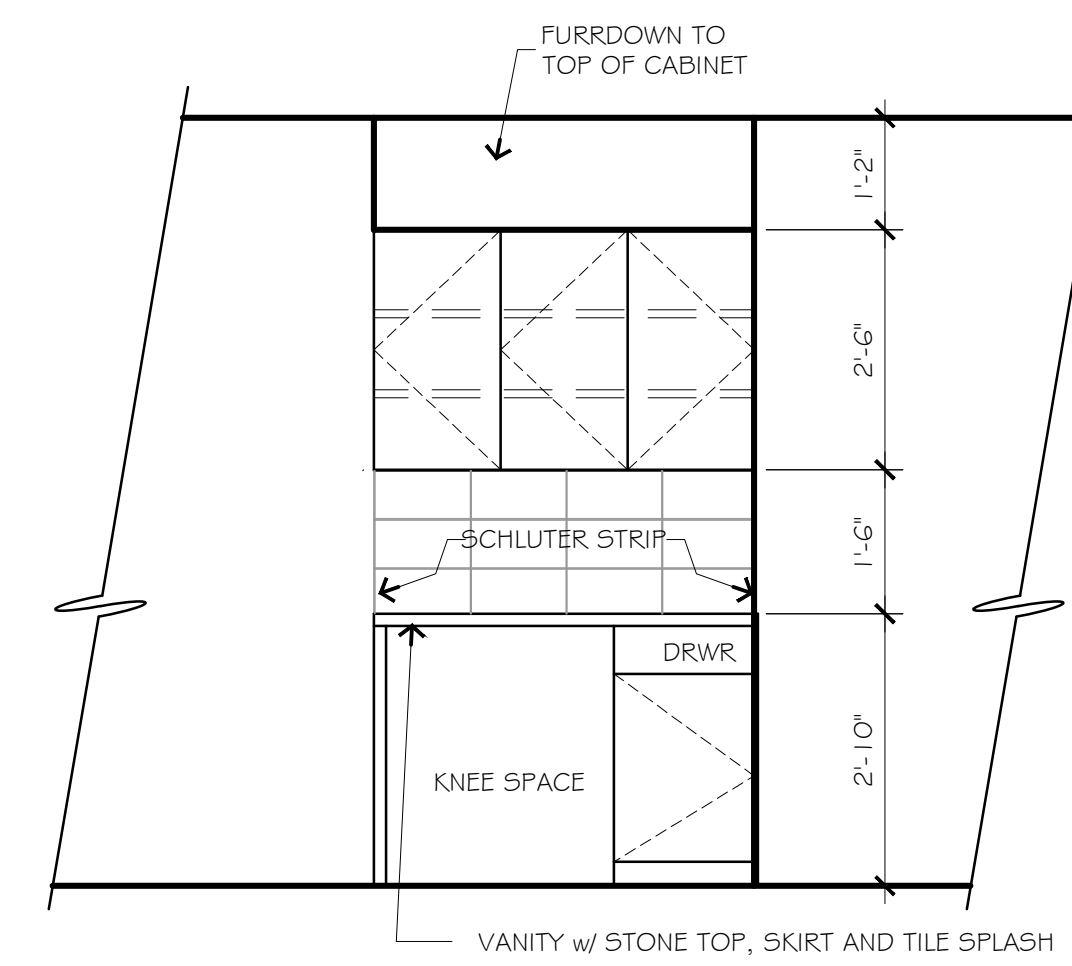 FURRDOWN TO
TOP OF CABINET
1'-2"
2'-6"
SCHLUTER STRIP
1'-6"
DRWR
KNEE SPACE
2'-10"
VANITY w/ STONE TOP, SKIRT AND TILE SPLASH